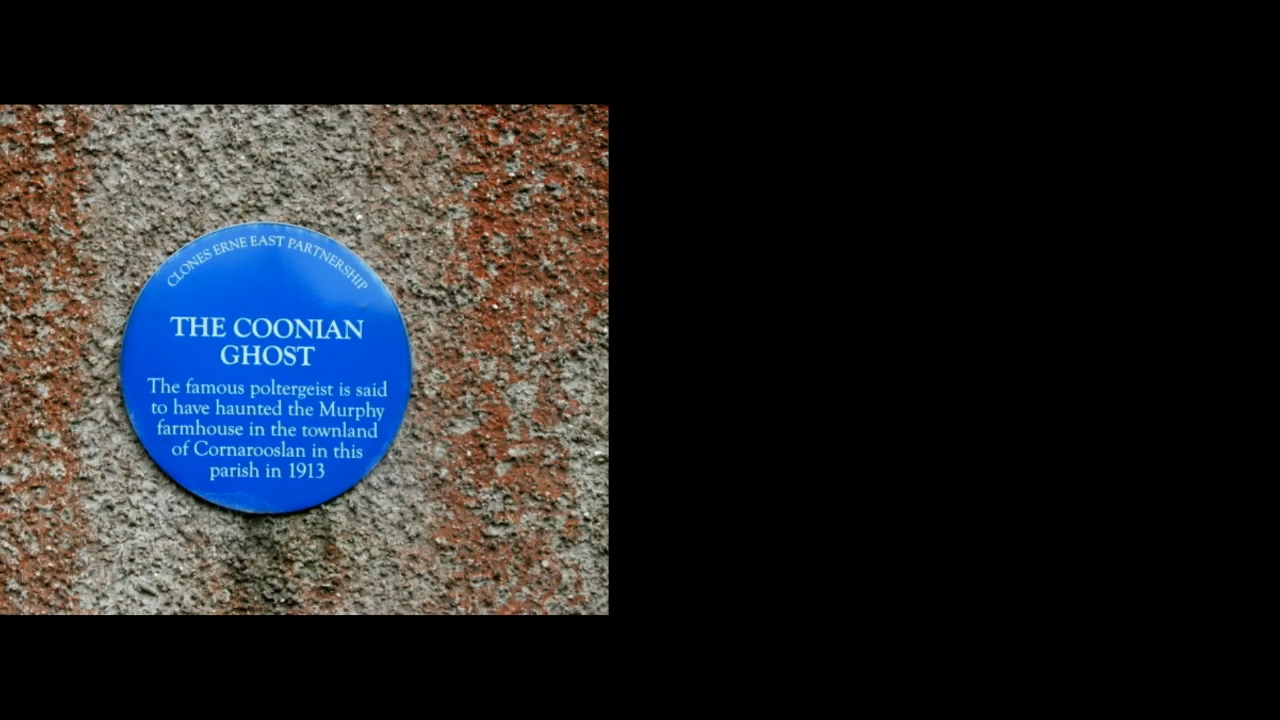 CLONES ERNE EAST PARTNERSHIP
THE COONIAN
GHOST
The famous poltergeist is said
to have haunted the Murphy
farmhouse in the townland
of Cornarooslan in this
parish in 1913